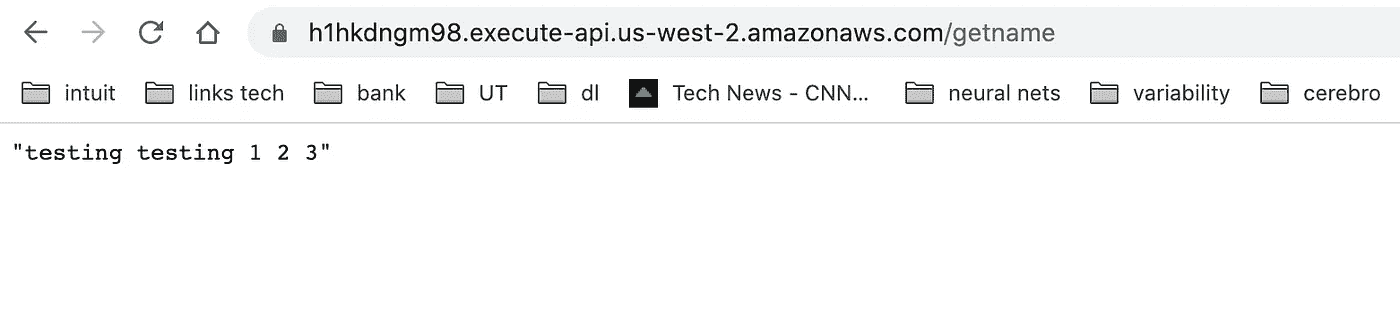 h1hkdngm98.execute-api.us-west-2.amazonaws.com/getname
intuit links tech bank UT dl Tech News - CNN... neural nets variability cerebro
"testing testing 1 2 3"